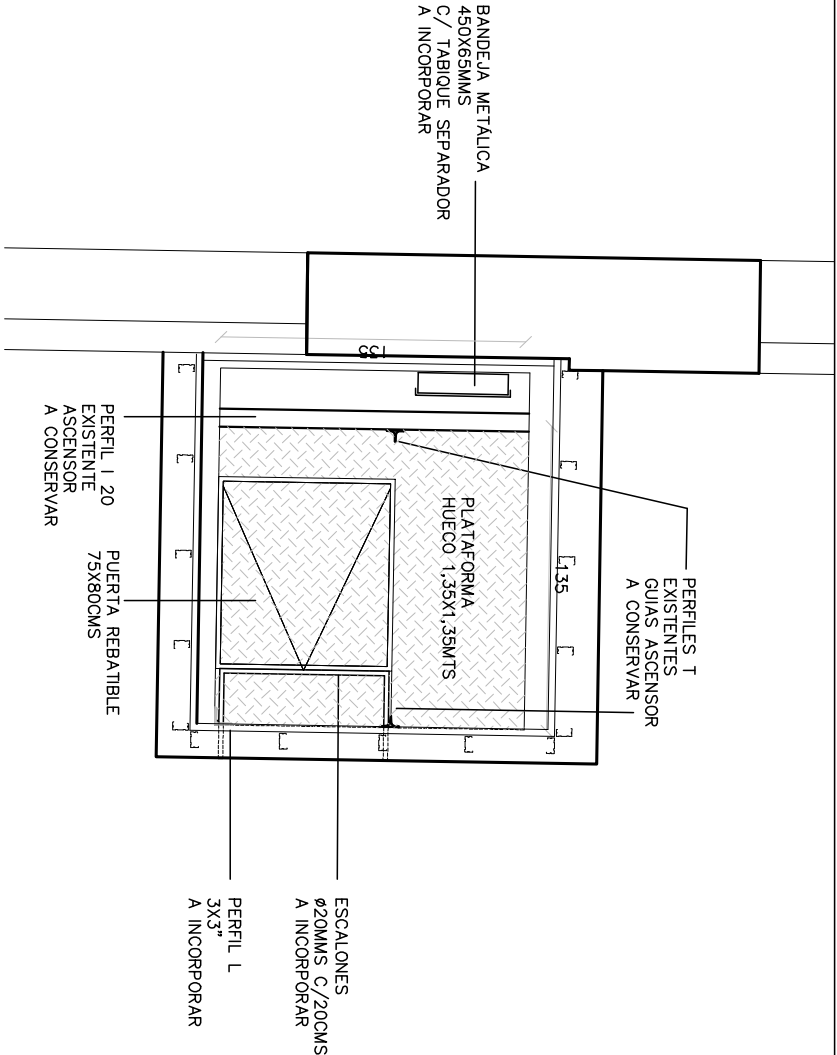 BANDEJA METÁLICA
450X65MMS
C/ TABIQUE SEPARADOR
A INCORPORAR
135
135
PERFIL I 20
EXISTENTE
ASCENSOR
A CONSERVAR
PLATAFORMA
HUECO 1,35X1,35MTS
PERFILES T
EXISTENTES
GUIAS ASCENSOR
A CONSERVAR
PUERTA REBATIBLE
75X80CMS
ESCALONES
Ø20MMS C/20CMS
A INCORPORAR
PERFIL L
3X3"
A INCORPORAR